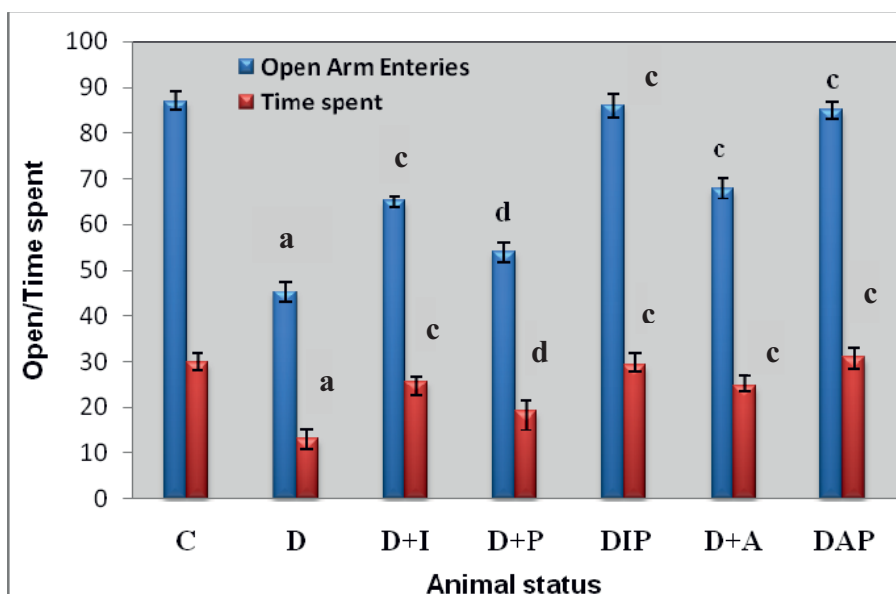 100
90
80
70
60
50
40
30
20
10
0
Open/Time spent
Open Arm Enteries
Time spent
a
a
c
c
d
d
c
c
c
c
c
c
C D D+I D+P DIP D+A DAP
Animal status